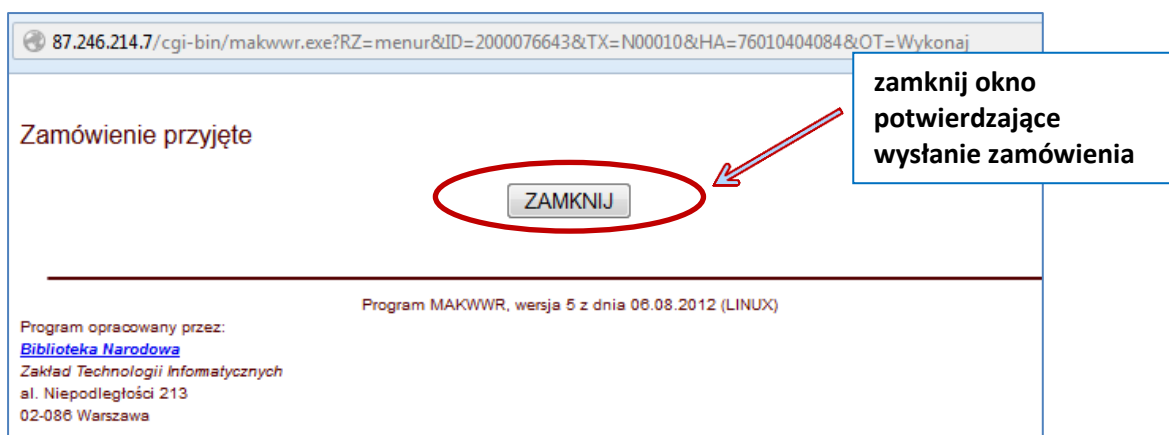 87.246.214.7/cgi-bin/makwwr.exe?RZ=menur&ID=2000076643&TX=N00010&HA=76010404084&OT=Wykonaj
zamknij okno
potwierdzające
wysłanie zamówienia
Zamówienie przyjęte
ZAMKNIJ
Program MAKWWR, wersja 5 z dnia 06.08.2012 (LINUX)
Program opracowany przez:
Biblioteka Narodowa
Zakład Technologii Informatycznych
al. Niepodległości 213
02-086 Warszawa